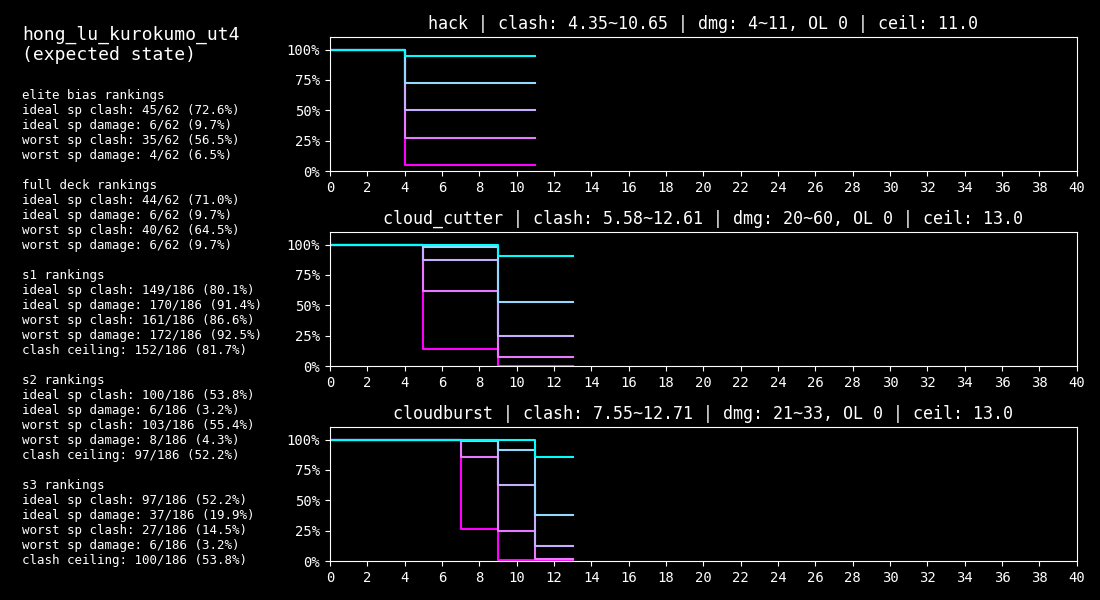 hong_lu_kurokumo_ut4
(expected state)
elite bias rankings
ideal sp clash: 45/62 (72.6%)
ideal sp damage: 6/62 (9.7%)
worst sp clash: 35/62 (56.5%)
worst sp damage: 4/62 (6.5%)
full deck rankings
ideal sp clash: 44/62 (71.0%)
ideal sp damage: 6/62 (9.7%)
worst sp clash: 40/62 (64.5%)
worst sp damage: 6/62 (9.7%)
s1 rankings
ideal sp clash: 149/186 (80.1%)
ideal sp damage: 170/186 (91.4%)
worst sp clash: 161/186 (86.6%)
worst sp damage: 172/186 (92.5%)
clash ceiling: 152/186 (81.7%)
s2 rankings
ideal sp clash: 100/186 (53.8%)
ideal sp damage: 6/186 (3.2%)
worst sp clash: 103/186 (55.4%)
worst sp damage: 8/186 (4.3%)
clash ceiling: 97/186 (52.2%)
s3 rankings
ideal sp clash: 97/186 (52.2%)
ideal sp damage: 37/186 (19.9%)
worst sp clash: 27/186 (14.5%)
worst sp damage: 6/186 (3.2%)
clash ceiling: 100/186 (53.8%)
hack | clash: 4.35~10.65 | dmg: 4~11, OL 0 | ceil: 11.0
100%
75%
50%
25%
0%
0 2 4 6 8 10 12 14 16 18 20 22 24 26 28 30 32 34 36 38 40
cloud_cutter | clash: 5.58~12.61 | dmg: 20~60, OL 0 | ceil: 13.0
100%
75%
50%
25%
0%
0 2 4 6 8 10 12 14 16 18 20 22 24 26 28 30 32 34 36 38 40
cloudburst | clash: 7.55~12.71 | dmg: 21~33, OL 0 | ceil: 13.0
100%
75%
50%
25%
0%
0 2 4 6 8 10 12 14 16 18 20 22 24 26 28 30 32 34 36 38 40